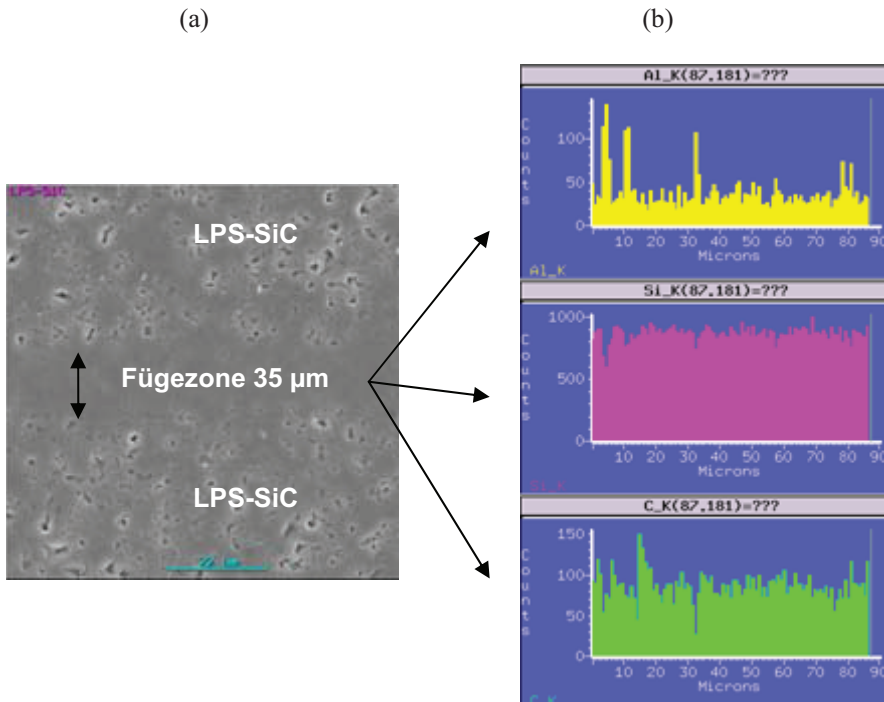 (a)
(b)
LPS-SiC
LPS-SiC
Fügezone 35 µm
LPS-SiC
Al_K(87,181)=???
Counts
100
50
0
10 20 30 40 50 60 70 80 90
Microns
Al_K
Si_K(87,181)=???
Counts
1000
500
0
10 20 30 40 50 60 70 80 90
Microns
Si_K
C_K(87,181)=???
Counts
150
100
50
0
10 20 30 40 50 60 70 80 90
Microns
C_K